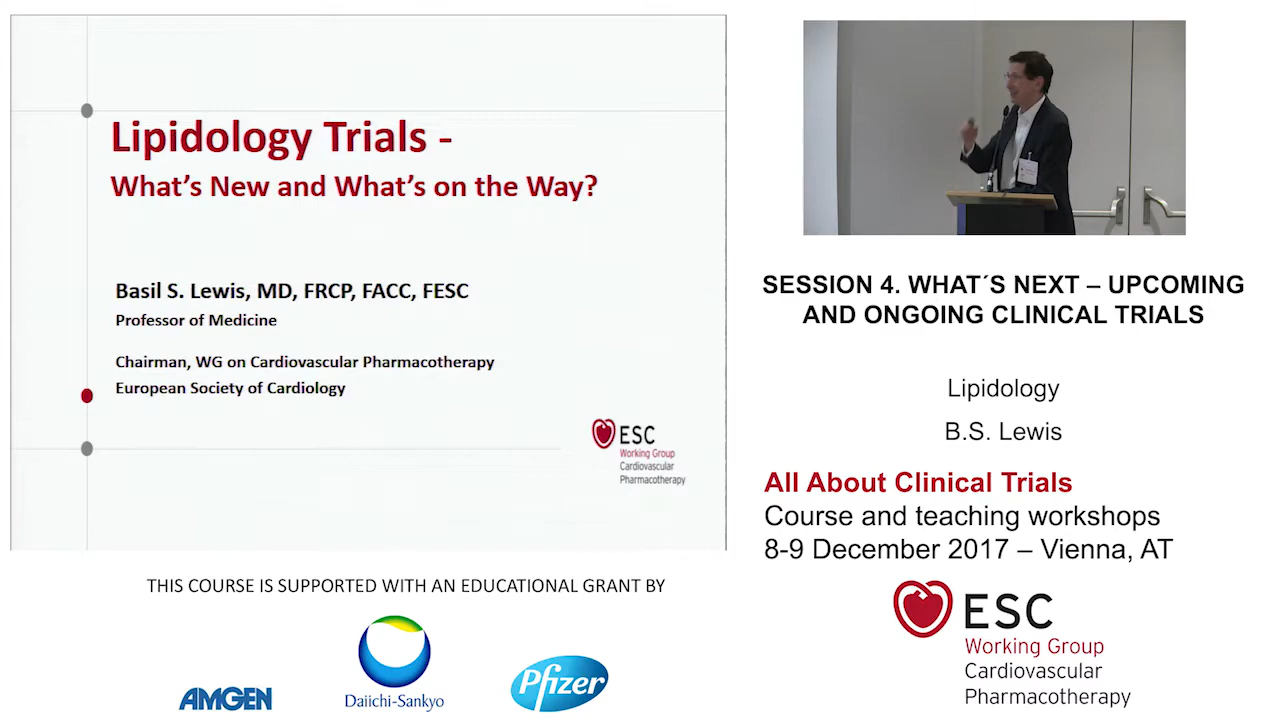 Lipidology Trials -
What's New and What's on the Way?
Basil S. Lewis, MD, FRCP, FACC, FESC
Professor of Medicine
Chairman, WG on Cardiovascular Pharmacotherapy
European Society of Cardiology
ESC
Working Group
Cardiovascular
Pharmacotherapy
THIS COURSE IS SUPPORTED WITH AN EDUCATIONAL GRANT BY
AMGEN
Daiichi-Sankyo
Pfizer
SESSION 4. WHAT´S NEXT – UPCOMING
AND ONGOING CLINICAL TRIALS
Lipidology
B.S. Lewis
All About Clinical Trials
Course and teaching workshops
8-9 December 2017 – Vienna, AT
ESC
Working Group
Cardiovascular
Pharmacotherapy